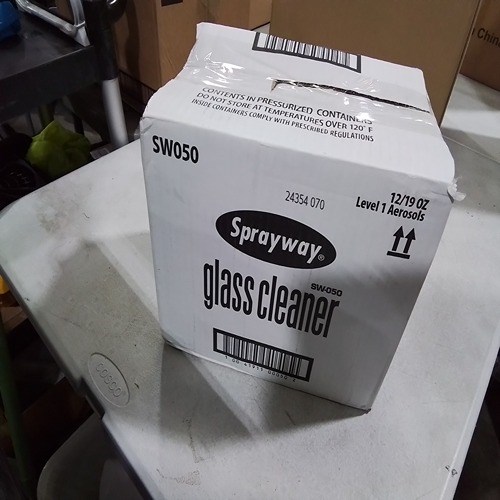 CONTENTS IN PRESSURIZED CONTAINERS
DO NOT STORE AT TEMPERATURES OVER 120° F
INSIDE CONTAINERS COMPLY WITH PRESCRIBED REGULATIONS
SW050
24354 070
12/19 OZ
Level 1 Aerosols
Sprayway®
SW-050
glass cleaner
Chin